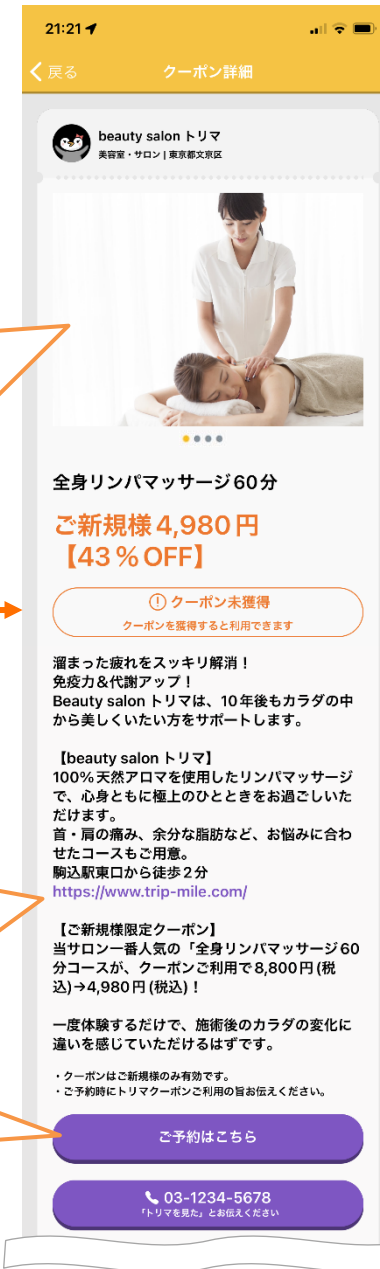 21:21
戻る
クーポン詳細
beauty salon トリマ
美容室・サロン | 東京都文京区
全身リンパマッサージ60分
ご新規様 4,980 円
【43 % OFF】
クーポン未獲得
クーポンを獲得すると利用できます
溜まった疲れをスッキリ解消！
免疫力＆代謝アップ！
Beauty salon トリマは、10年後もカラダの中
から美しくいたい方をサポートします。
【beauty salon トリマ】
100%天然アロマを使用したリンパマッサージ
で、心身ともに極上のひとときをお過ごしいた
だけます。
首・肩の痛み、余分な脂肪など、お悩みに合わ
せたコースもご用意。
駒込駅東口から徒歩2分
https://www.trip-mile.com/
【ご新規様限定クーポン】
当サロン一番人気の「全身リンパマッサージ60
分コースが、クーポンご利用で8,800円(税
込)→4,980円(税込)！
一度体験するだけで、施術後のカラダの変化に
違いを感じていただけるはずです。
・クーポンはご新規様のみ有効です。
・ご予約時にトリマクーポンご利用の旨お伝えください。
ご予約はこちら
03-1234-5678
「トリマを見た」とお伝えください